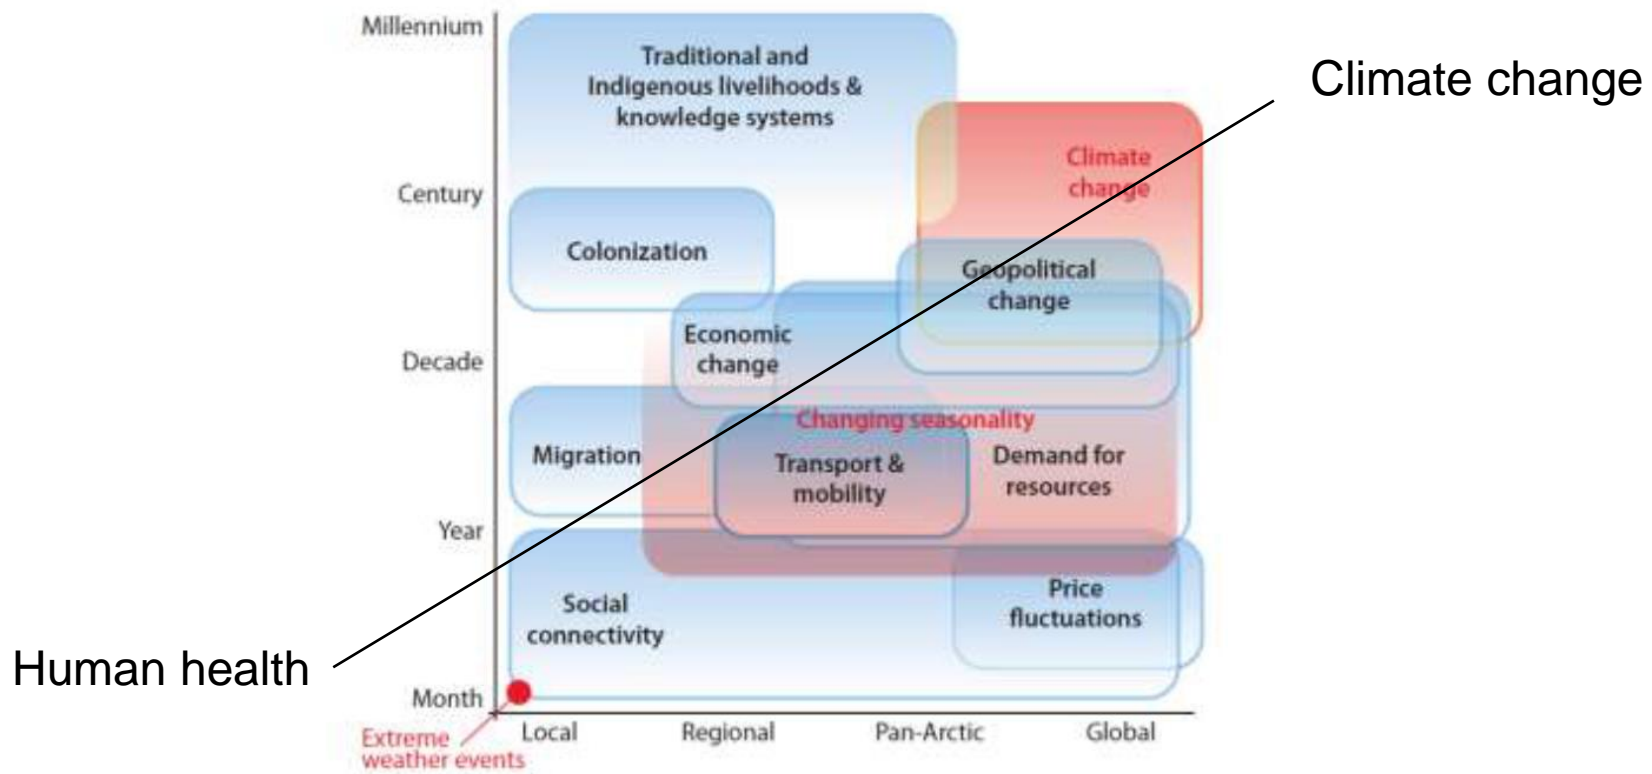 Millennium
Traditional and
Indigenous livelihoods &
knowledge systems
Climate change
Climate
change
Century
Colonization
Geopolitical
change
Economic
change
Decade
Changing seasonality
Migration
Transport &
mobility
Demand for
resources
Year
Price
fluctuations
Social
connectivity
Human health
Month
Extreme
weather events
Local
Regional
Pan-Arctic
Global